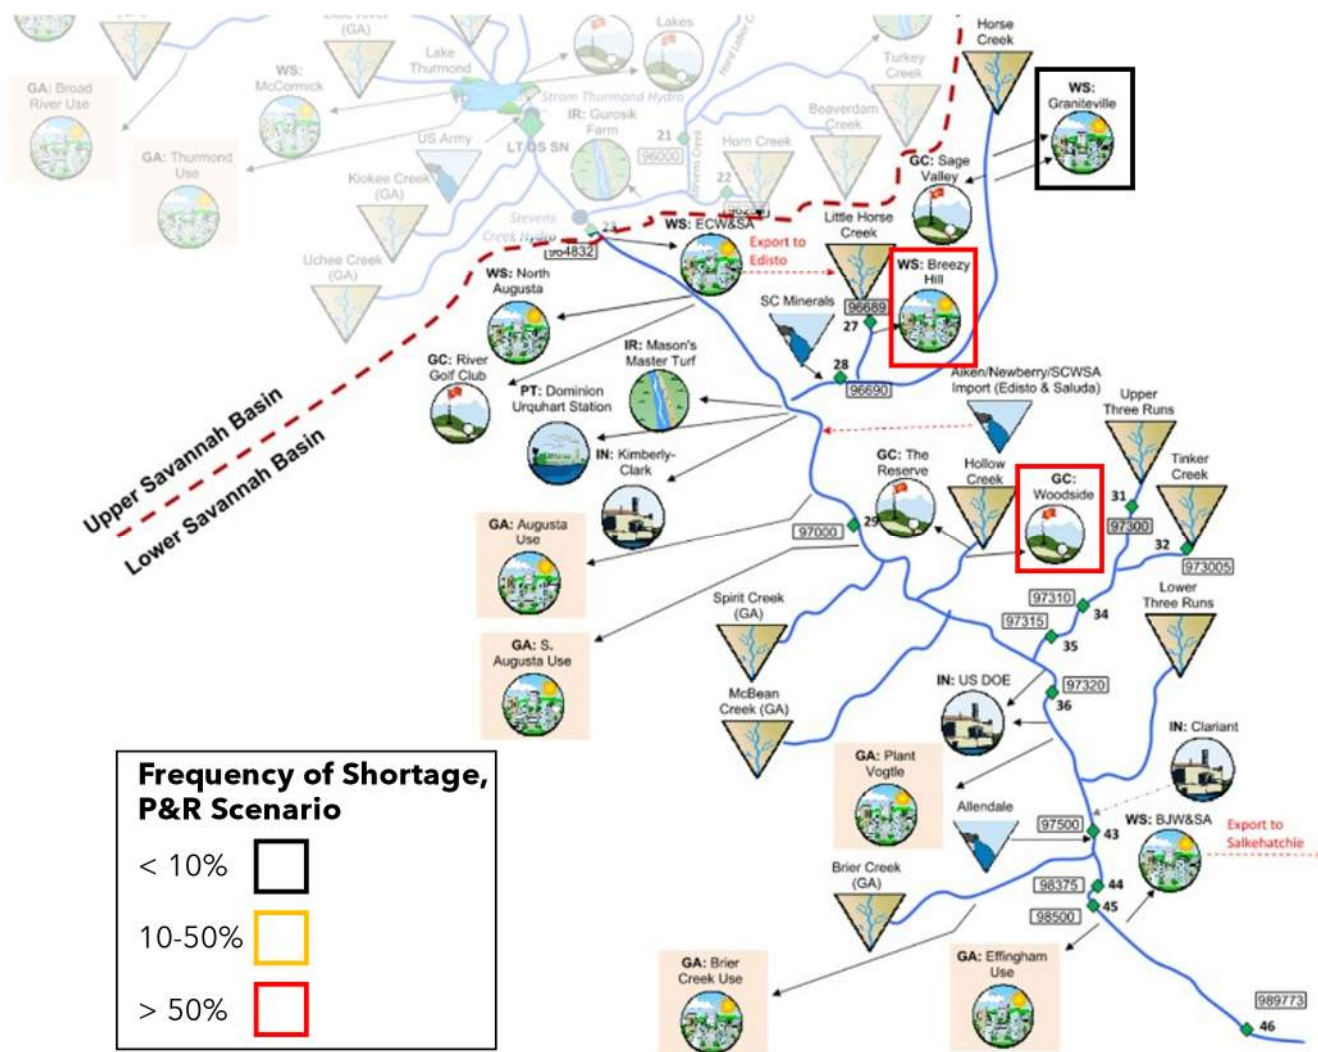 (GA)
Lakes
Horse
Creek
Lake
Thurmond
Turkey
Creek
WS:
McCormick
GA: Broad
River Use
WS:
Graniteville
Strom Thurmond Hydro
IR: Gurosik
Farm
Beaverdam
Creek
US Army
21
96000
Stevens Creek
Horn Creek
LT DS SN
GA: Thurmond
Use
GC: Sage
Valley
Kiokee Creek
(GA)
22
Stevens
Creek Hydro
23
964832
WS: ECW&SA
Little Horse
Creek
Export to
Edisto
Uchee Creek
(GA)
WS: Breezy
Hill
WS: North
Augusta
SC Minerals
96689
27
IR: Mason's
Master Turf
GC: River
Golf Club
28
96690
Aiken/Newberry/SCWSA
Import (Edisto & Saluda)
PT: Dominion
Urquhart Station
Upper
Three Runs
Upper Savannah Basin
Lower Savannah Basin
IN: Kimberly-
Clark
GC: The
Reserve
Hollow
Creek
GC:
Woodside
Tinker
Creek
31
97300
GA: Augusta
Use
97000
29
32
973005
Spirit Creek
(GA)
97310
34
Lower
Three Runs
97315
35
GA: S.
Augusta Use
McBean
Creek (GA)
IN: US DOE
97320
36
IN: Clariant
GA: Plant
Vogtle
Allendale
97500
43
WS: BJW&SA
Export to
Salkehatchie
Brier Creek
(GA)
98375
44
98500
45
GA: Brier
Creek Use
GA: Effingham
Use
989773
46
Frequency of Shortage,
P&R Scenario
< 10%
10-50%
> 50%